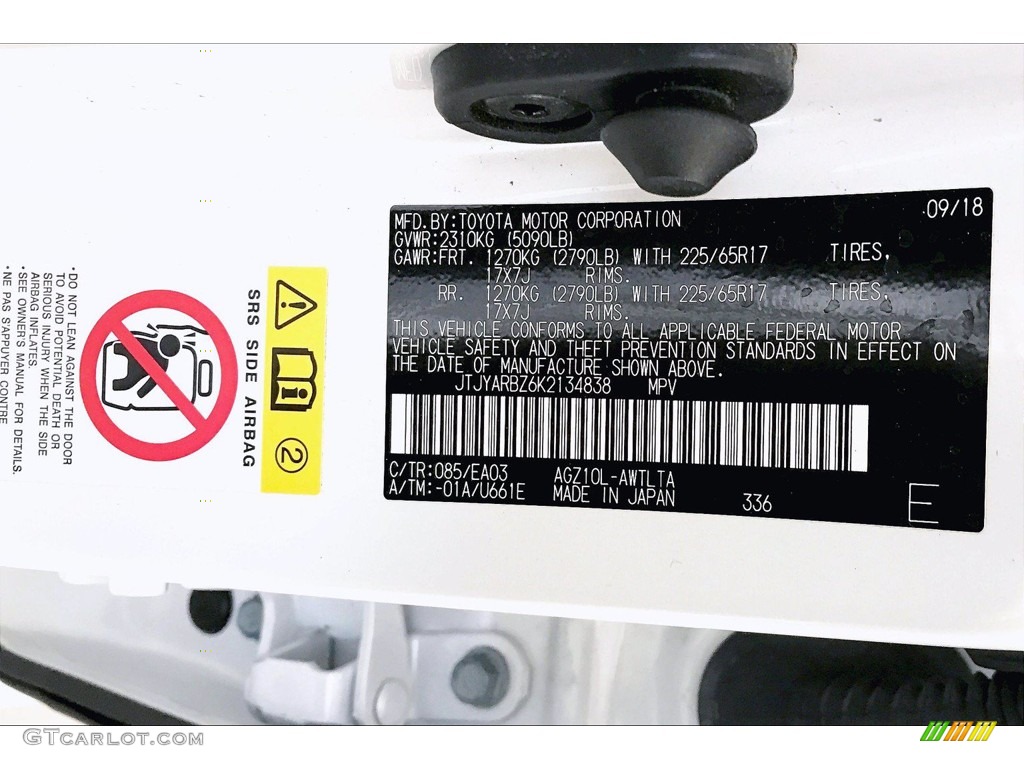 MFD.BY:TOYOTA MOTOR CORPORATION 09/18
GVWR:2310KG (5090LB)
GAWR:FRT. 1270KG (2790LB) WITH 225/65R17 TIRES,
17X7J RIMS.
RR. 1270KG (2790LB) WITH 225/65R17 TIRES,
17X7J RIMS.
THIS VEHICLE CONFORMS TO ALL APPLICABLE FEDERAL MOTOR
VEHICLE SAFETY AND THEFT PREVENTION STANDARDS IN EFFECT ON
THE DATE OF MANUFACTURE SHOWN ABOVE.
JTJYARBZ6K2134838 MPV
C/TR:085/EA03 AGZ10L-AWTLTA
A/TM:-01A/U661E MADE IN JAPAN 336 E
SRS SIDE AIRBAG
2
•DO NOT LEAN AGAINST THE DOOR
TO AVOID POTENTIAL DEATH OR
SERIOUS INJURY WHEN THE SIDE
AIRBAG INFLATES.
•SEE OWNER'S MANUAL FOR DETAILS.
•NE PAS S'APPUYER CONTRE
GTcarlot.com